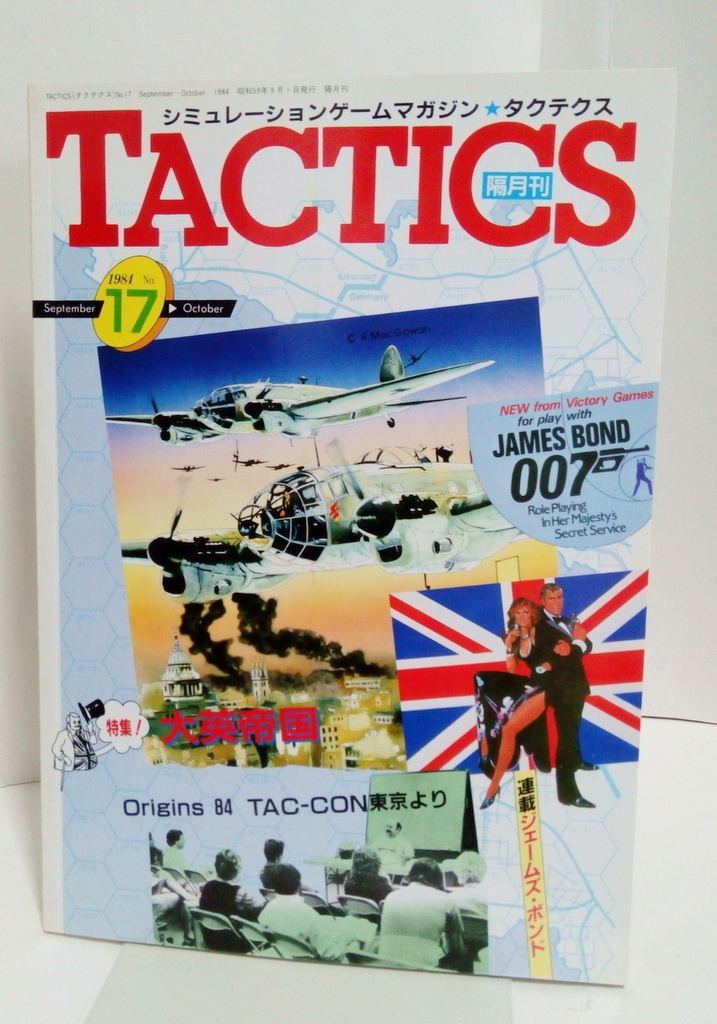 TACTICS(タクテクス)No.17 September-October 1984 昭和59年9月1日発行 隔月刊
シミュレーションゲームマガジン★タクテクス
TACTICS
隔月刊
1984 No.
17
September ▶ October
Denmark
Germany
© R MacGowan
NEW from Victory Games
for play with
JAMES BOND
007
Role Playing
In Her Majesty's
Secret Service
特集!
大英帝国
Origins 84 TAC-CON東京より
連載ジェームズ・ボンド